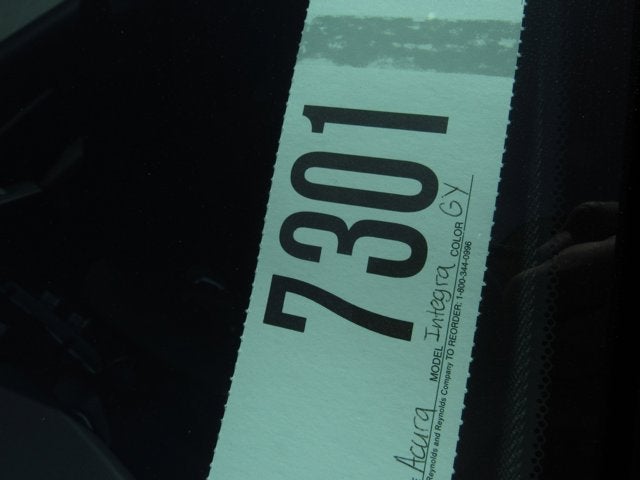 7301
Acura MODEL Integra COLOR GY
Reynolds and Reynolds Company TO REORDER: 1-800-344-0996